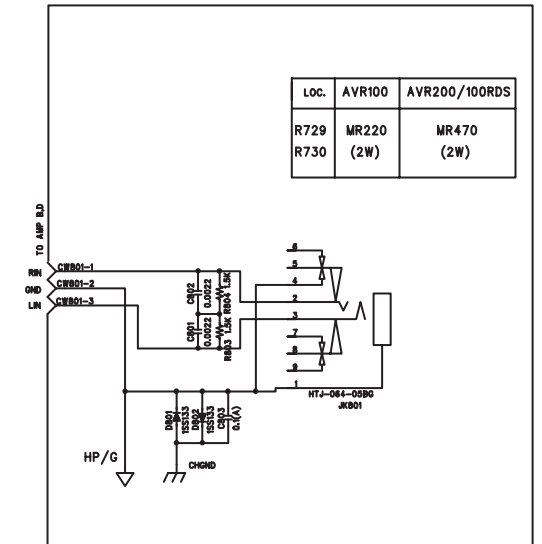 LOC. AVR100 AVR200/100RDS
R729 MR220 MR470
R730 (2W) (2W)
TO AMP B,D
RIN CW801-1
GND CW801-2
LIN CW801-3
C802
0.0022
R804 1.5K
C801
0.0022
R803 1.5K
6
5
4
2
3
7
8
9
1
HTJ-064-05BG
JK801
D801
1SS133
D802
1SS133
C803
0.1(A)
HP/G
CHGND